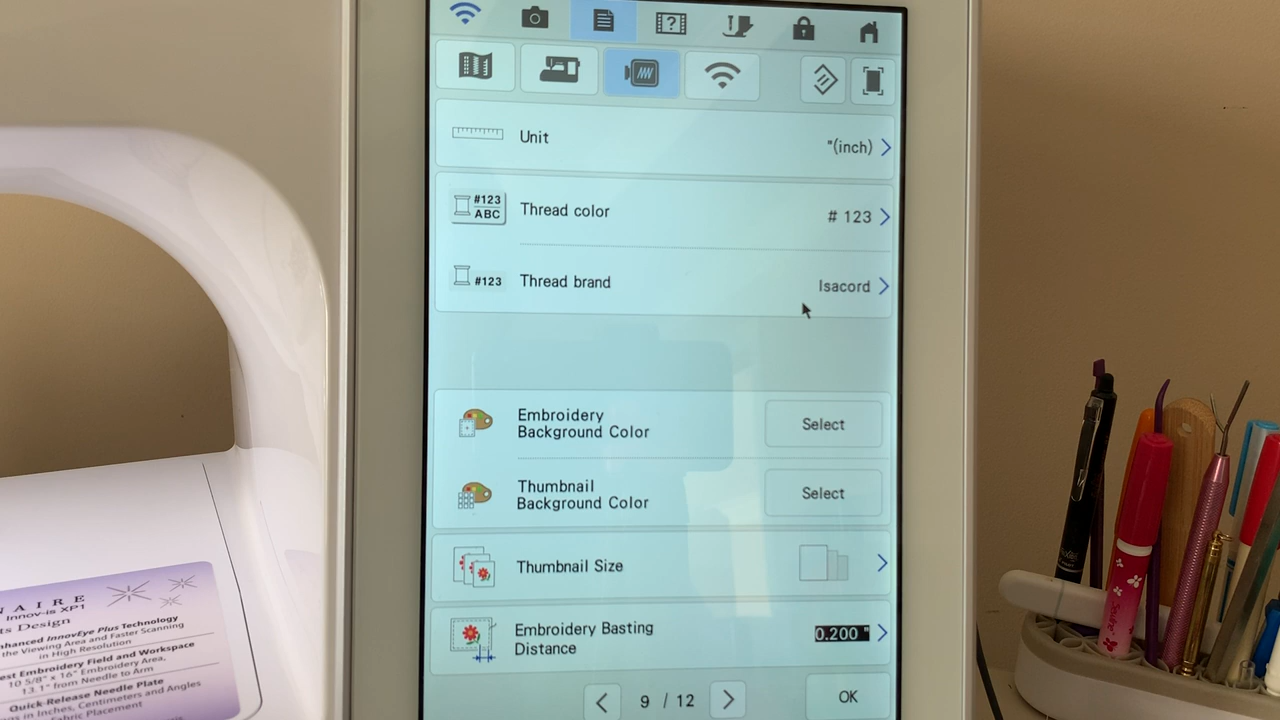 Unit
"(inch)
#123
ABC
Thread color
# 123
#123
Thread brand
Isacord
Embroidery
Background Color
Select
Thumbnail
Background Color
Select
Thumbnail Size
Embroidery Basting
Distance
0.200 "
9 / 12
OK
NAIRE
Innov-is XP1
Design
InnovEye Plus Technology
the Viewing Area and Faster Scanning
in High Resolution
Embroidery Field and Workspace
10 5/8" x 16" Embroidery Area,
13.1" from Needle to Arm
Quick-Release Needle Plate
in Inches, Centimeters and Angles
Fabric Placement